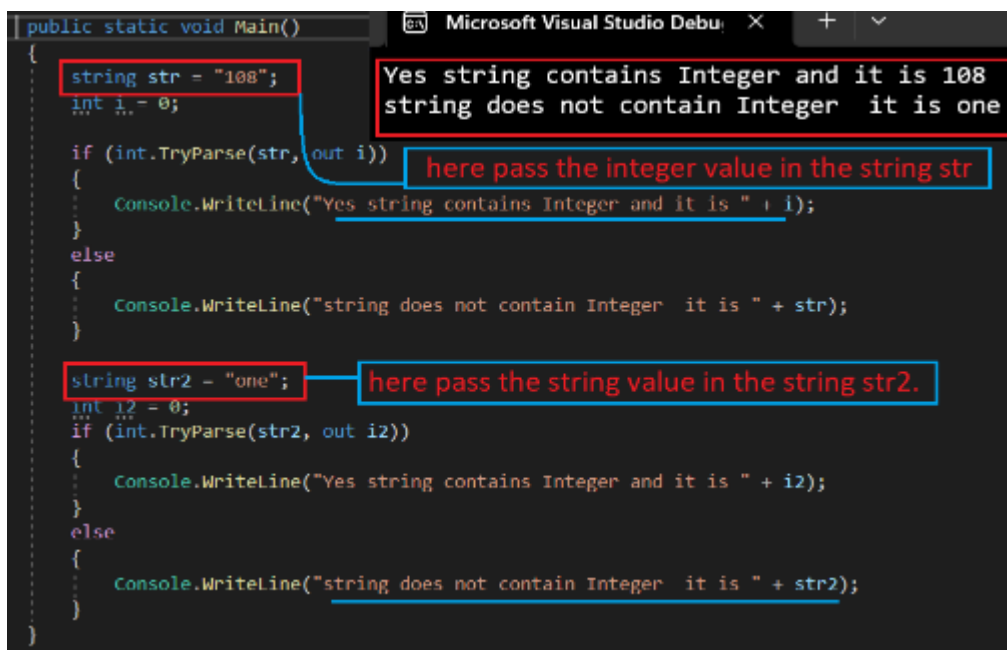 public static void Main()
{
string str = "108";
int i = 0;
if (int.TryParse(str, out i))
{
Console.WriteLine("Yes string contains Integer and it is " + i);
}
else
{
Console.WriteLine("string does not contain Integer  it is " + str);
}
string str2 = "one";
int i2 = 0;
if (int.TryParse(str2, out i2))
{
Console.WriteLine("Yes string contains Integer and it is " + i2);
}
else
{
Console.WriteLine("string does not contain Integer  it is " + str2);
}
}
Microsoft Visual Studio Debu
Yes string contains Integer and it is 108
string does not contain Integer  it is one
here pass the integer value in the string str
here pass the string value in the string str2.